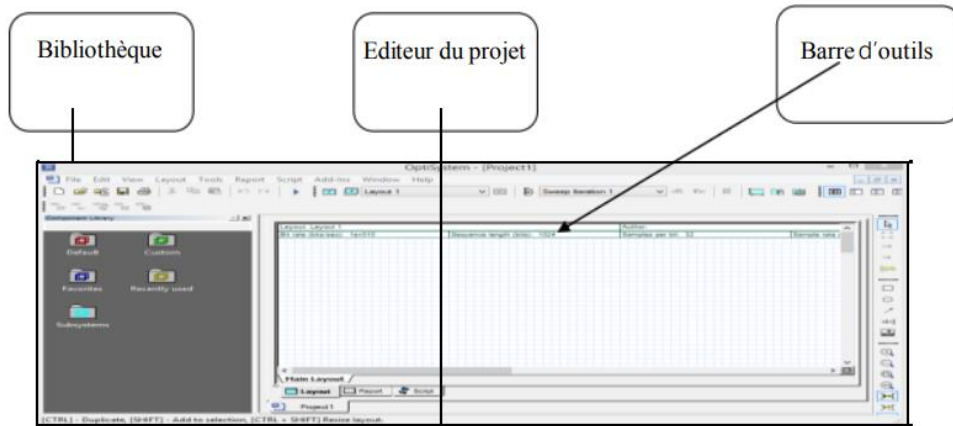 Bibliothèque
Editeur du projet
Barre d'outils
OptiSystem - [Project1]
File Edit View Layout Tools Report Script Add-Ins Window Help
Layout 1
Sweep Iteration 1
Component Library
Default
Custom
Favorites
Recently used
Subsystems
Layout: Layout 1
Author:
Bit rate (bits/sec): 1e+010
Sequence length (bits): 1024
Samples per bit: 32
Sample rate
Main Layout
Layout
Report
Script
Project1
[CTRL] - Duplicate, [SHIFT] - Add to selection, [CTRL + SHIFT] Resize layout.